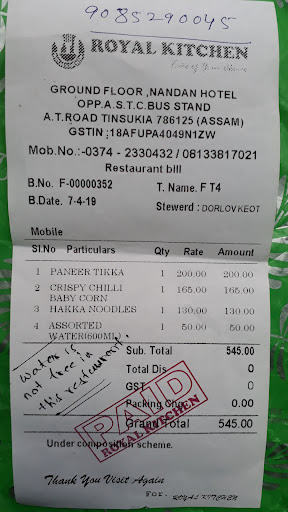 9085290045
ROYAL KITCHEN
GROUND FLOOR ,NANDAN HOTEL
OPP.A.S.T.C.BUS STAND
A.T.ROAD TINSUKIA 786125 (ASSAM)
GSTIN ;18AFUPA4049N1ZW
Mob.No.:-0374 - 2330432 / 08133817021
Restaurant bill
B.No. F-00000352 T. Name. F T4
B.Date. 7-4-19 Stewerd : DORLOVKEOT
Mobile
Sl.No Particulars Qty Rate Amount
1 PANEER TIKKA 1 200.00 200.00
2 CRISPY CHILLI BABY CORN 1 165.00 165.00
3 HAKKA NOODLES 1 130.00 130.00
4 ASSORTED WATER(600ML) 1 50.00 50.00
water is
not free in
this restaurant.
Sub. Total 545.00
Total Dis 0
GST 0
Packing Chge 0.00
Grand Total 545.00
PAID
ROYAL KITCHEN
Under composition scheme.
Thank You Visit Again
For. ROYAL KITCHEN